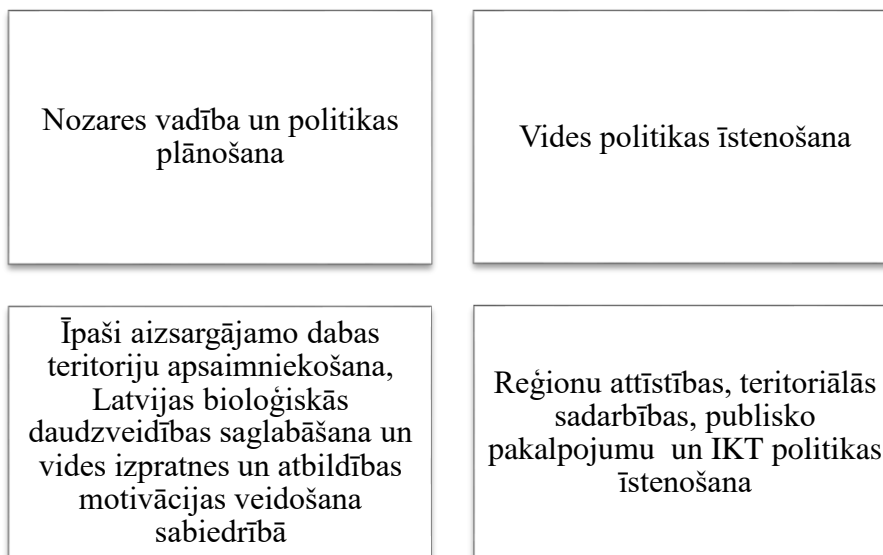 Nozares vadība un politikas
plānošana
Vides politikas īstenošana
Īpaši aizsargājamo dabas
teritoriju apsaimniekošana,
Latvijas bioloģiskās
daudzveidības saglabāšana un
vides izpratnes un atbildības
motivācijas veidošana
sabiedrībā
Reģionu attīstības, teritoriālās
sadarbības, publisko
pakalpojumu un IKT politikas
īstenošana